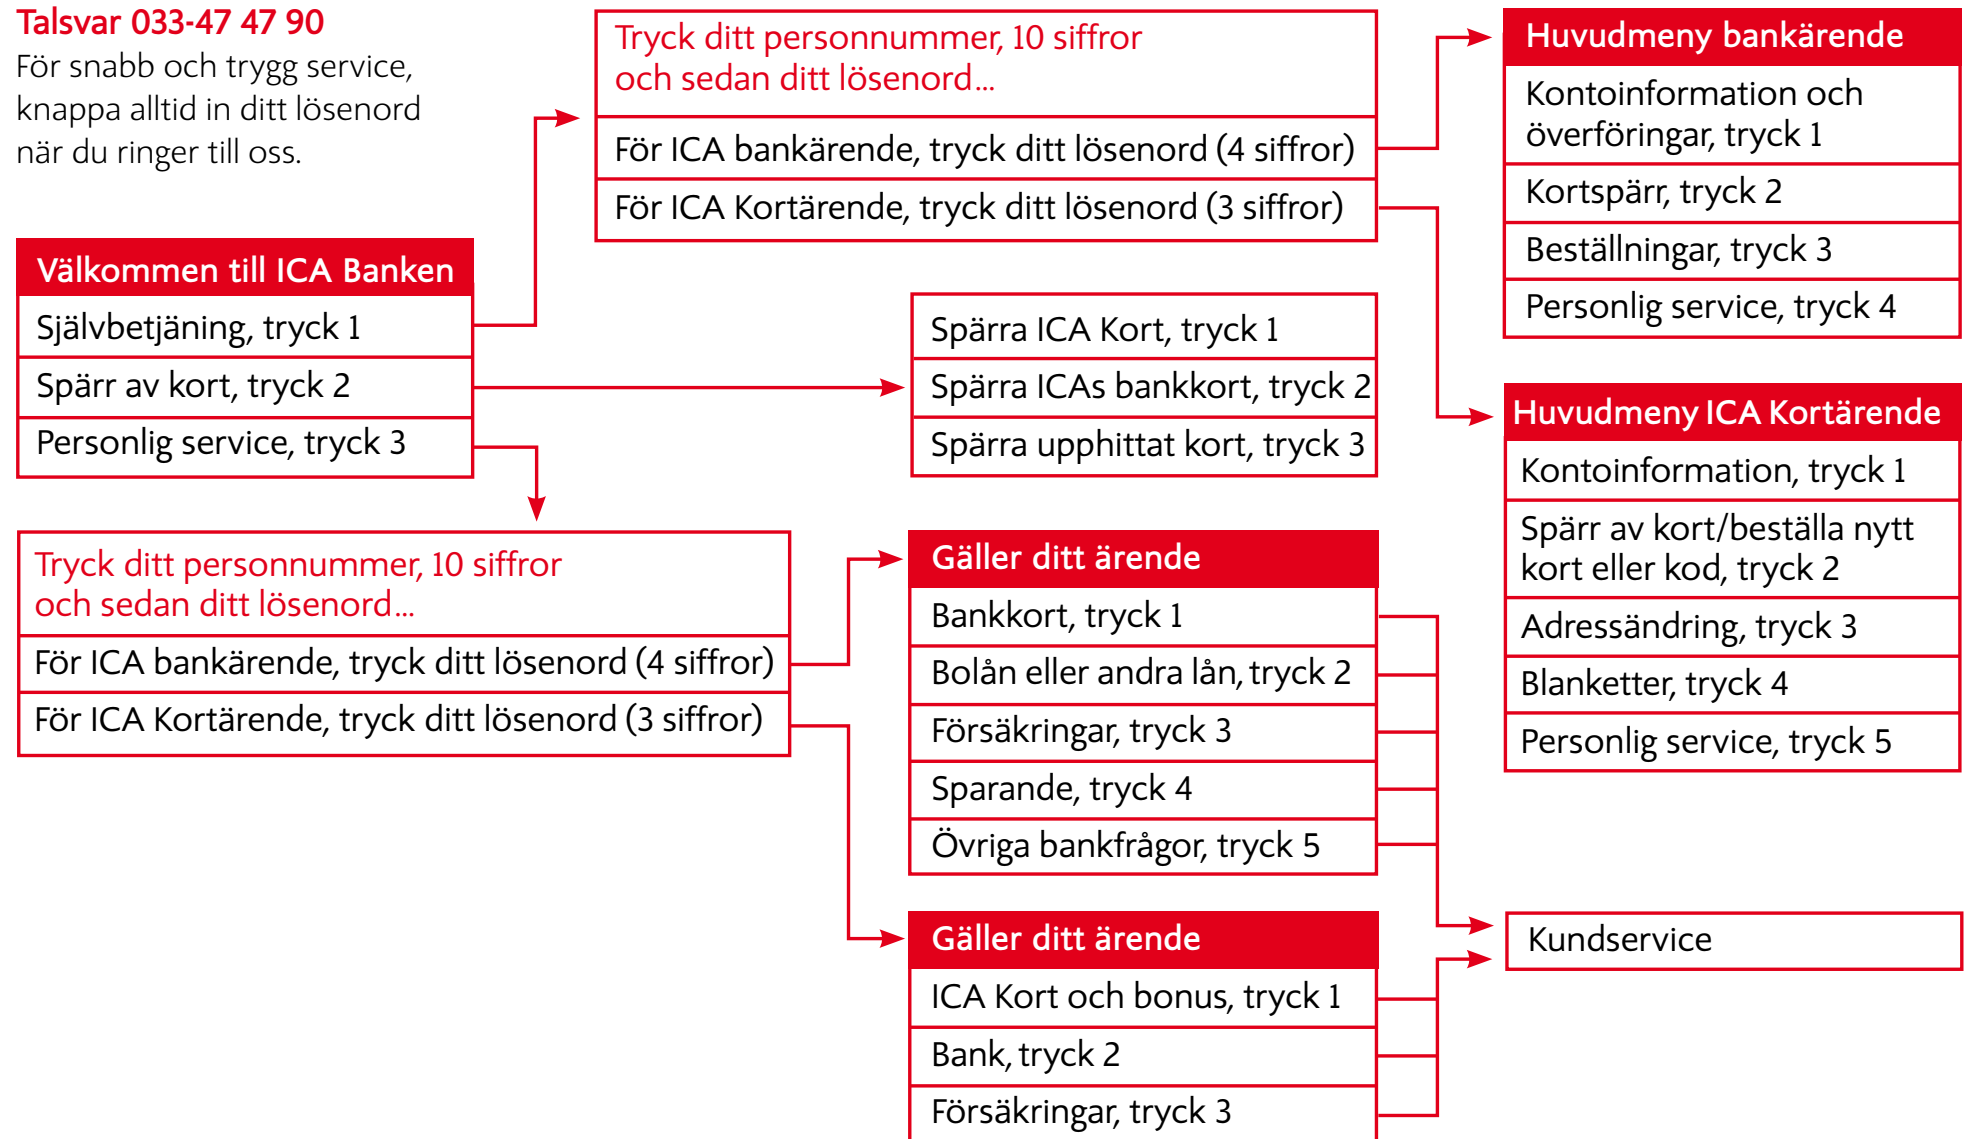 Talsvar 033-47 47 90
För snabb och trygg service,
knappa alltid in ditt lösenord
när du ringer till oss.
Välkommen till ICA Banken
Självbetjäning, tryck 1
Spärr av kort, tryck 2
Personlig service, tryck 3
Tryck ditt personnummer, 10 siffror
och sedan ditt lösenord...
För ICA bankärende, tryck ditt lösenord (4 siffror)
För ICA Kortärende, tryck ditt lösenord (3 siffror)
Huvudmeny bankärende
Kontoinformation och
överföringar, tryck 1
Kortspärr, tryck 2
Beställningar, tryck 3
Personlig service, tryck 4
Spärra ICA Kort, tryck 1
Spärra ICAs bankkort, tryck 2
Spärra upphittat kort, tryck 3
Huvudmeny ICA Kortärende
Kontoinformation, tryck 1
Spärr av kort/beställa nytt
kort eller kod, tryck 2
Adressändring, tryck 3
Blanketter, tryck 4
Personlig service, tryck 5
Tryck ditt personnummer, 10 siffror
och sedan ditt lösenord...
För ICA bankärende, tryck ditt lösenord (4 siffror)
För ICA Kortärende, tryck ditt lösenord (3 siffror)
Gäller ditt ärende
Bankkort, tryck 1
Bolån eller andra lån, tryck 2
Försäkringar, tryck 3
Sparande, tryck 4
Övriga bankfrågor, tryck 5
Gäller ditt ärende
ICA Kort och bonus, tryck 1
Bank, tryck 2
Försäkringar, tryck 3
Kundservice